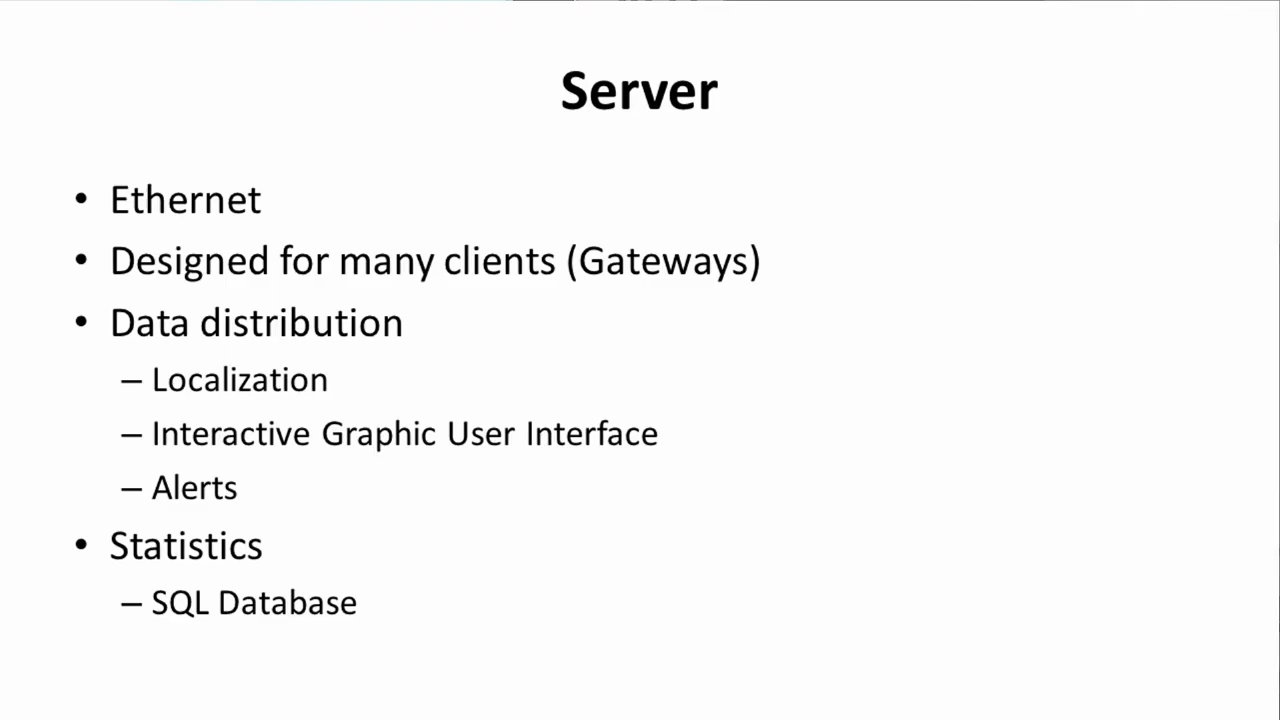 Server
• Ethernet
• Designed for many clients (Gateways)
• Data distribution
– Localization
– Interactive Graphic User Interface
– Alerts
• Statistics
– SQL Database